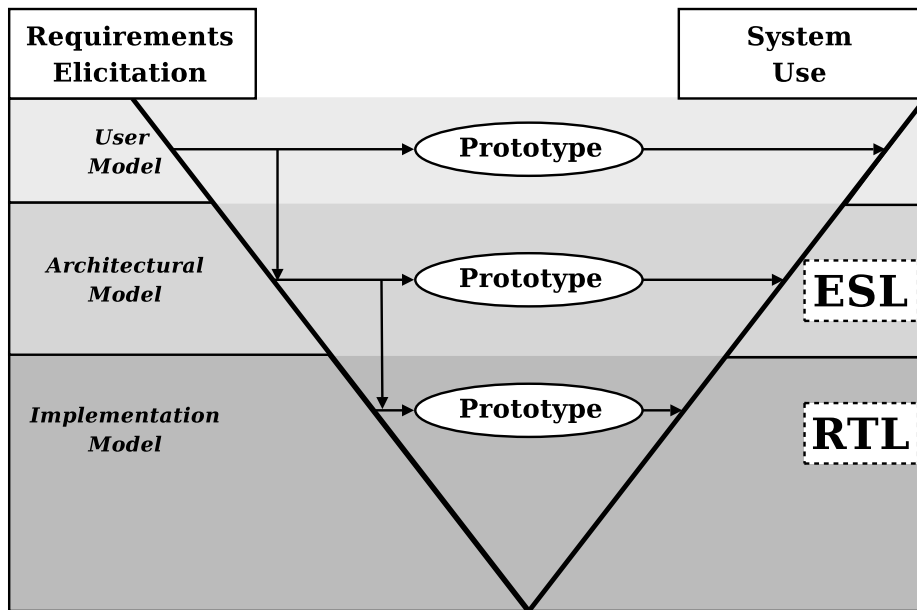 Requirements
Elicitation
System
Use
User
Model
Prototype
Architectural
Model
Prototype
ESL
Implementation
Model
Prototype
RTL